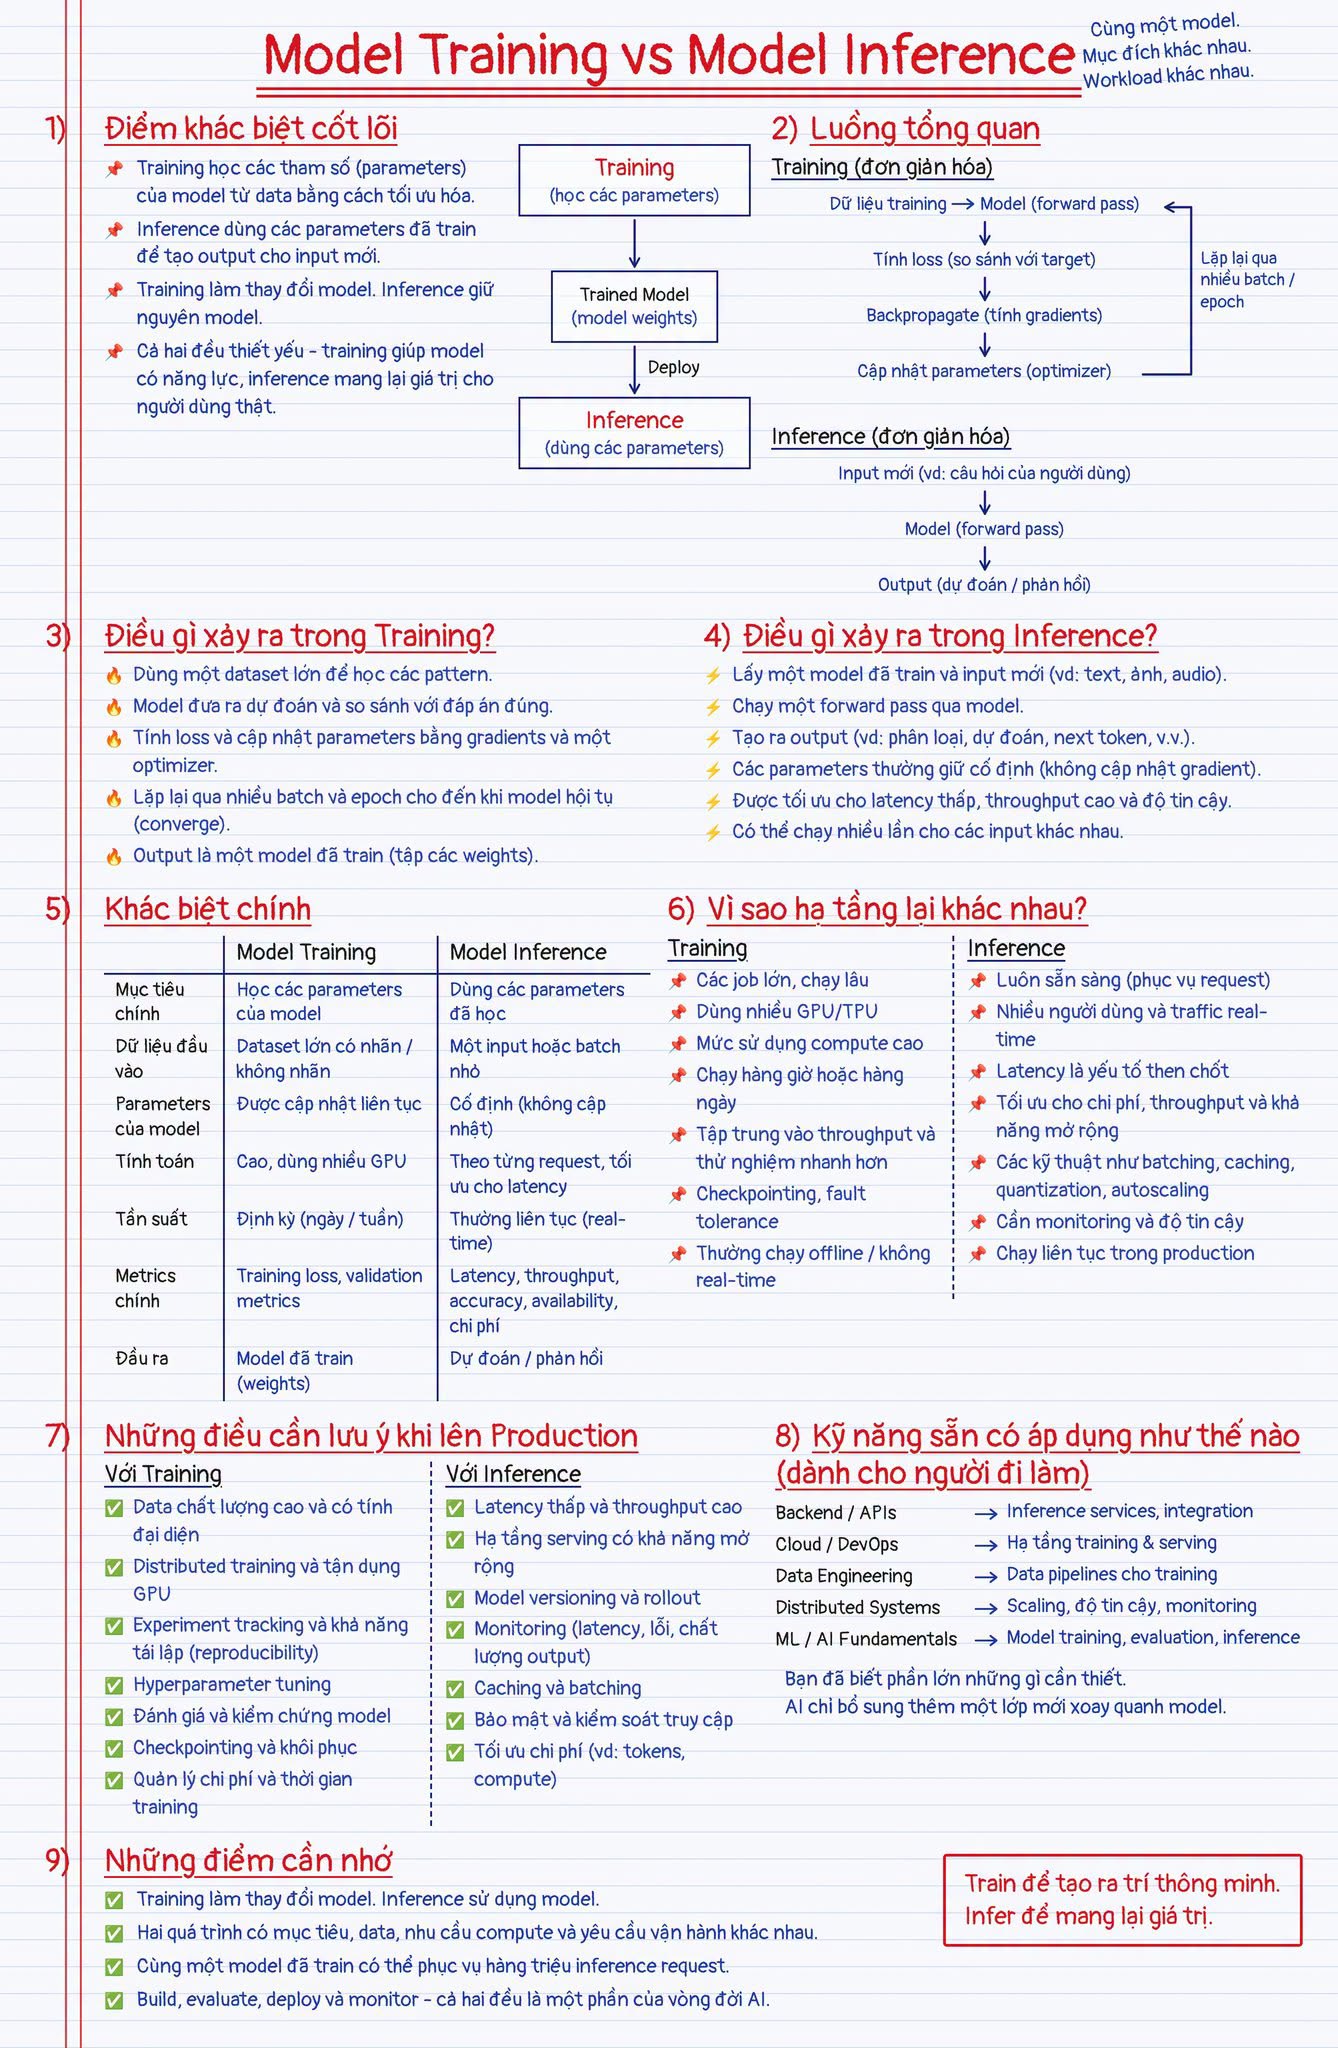 Model Training vs Model Inference
Cùng một model.
Mục đích khác nhau.
Workload khác nhau.
1) Điểm khác biệt cốt lõi
Training học các tham số (parameters)
của model từ data bằng cách tối ưu hóa.
Inference dùng các parameters đã train
để tạo output cho input mới.
Training làm thay đổi model. Inference giữ
nguyên model.
Cả hai đều thiết yếu - training giúp model
có năng lực, inference mang lại giá trị cho
người dùng thật.
Training
(học các parameters)
Trained Model
(model weights)
Deploy
Inference
(dùng các parameters)
2) Luồng tổng quan
Training (đơn giản hóa)
Dữ liệu training → Model (forward pass)
Tính loss (so sánh với target)
Backpropagate (tính gradients)
Cập nhật parameters (optimizer)
Lặp lại qua
nhiều batch /
epoch
Inference (đơn giản hóa)
Input mới (vd: câu hỏi của người dùng)
Model (forward pass)
Output (dự đoán / phản hồi)
3) Điều gì xảy ra trong Training?
Dùng một dataset lớn để học các pattern.
Model đưa ra dự đoán và so sánh với đáp án đúng.
Tính loss và cập nhật parameters bằng gradients và một
optimizer.
Lặp lại qua nhiều batch và epoch cho đến khi model hội tụ
(converge).
Output là một model đã train (tập các weights).
4) Điều gì xảy ra trong Inference?
Lấy một model đã train và input mới (vd: text, ảnh, audio).
Chạy một forward pass qua model.
Tạo ra output (vd: phân loại, dự đoán, next token, v.v.).
Các parameters thường giữ cố định (không cập nhật gradient).
Được tối ưu cho latency thấp, throughput cao và độ tin cậy.
Có thể chạy nhiều lần cho các input khác nhau.
5) Khác biệt chính
Model Training
Model Inference
Mục tiêu
chính
Học các parameters
của model
Dùng các parameters
đã học
Dữ liệu đầu
vào
Dataset lớn có nhãn /
không nhãn
Một input hoặc batch
nhỏ
Parameters
của model
Được cập nhật liên tục
Cố định (không cập
nhật)
Tính toán
Cao, dùng nhiều GPU
Theo từng request, tối
ưu cho latency
Tần suất
Định kỳ (ngày / tuần)
Thường liên tục (real-
time)
Metrics
chính
Training loss, validation
metrics
Latency, throughput,
accuracy, availability,
chi phí
Đầu ra
Model đã train
(weights)
Dự đoán / phản hồi
6) Vì sao hạ tầng lại khác nhau?
Training
Các job lớn, chạy lâu
Dùng nhiều GPU/TPU
Mức sử dụng compute cao
Chạy hàng giờ hoặc hàng
ngày
Tập trung vào throughput và
thử nghiệm nhanh hơn
Checkpointing, fault
tolerance
Thường chạy offline / không
real-time
Inference
Luôn sẵn sàng (phục vụ request)
Nhiều người dùng và traffic real-
time
Latency là yếu tố then chốt
Tối ưu cho chi phí, throughput và khả
năng mở rộng
Các kỹ thuật như batching, caching,
quantization, autoscaling
Cần monitoring và độ tin cậy
Chạy liên tục trong production
7) Những điều cần lưu ý khi lên Production
Với Training
Data chất lượng cao và có tính
đại diện
Distributed training và tận dụng
GPU
Experiment tracking và khả năng
tái lập (reproducibility)
Hyperparameter tuning
Đánh giá và kiểm chứng model
Checkpointing và khôi phục
Quản lý chi phí và thời gian
training
Với Inference
Latency thấp và throughput cao
Hạ tầng serving có khả năng mở
rộng
Model versioning và rollout
Monitoring (latency, lỗi, chất
lượng output)
Caching và batching
Bảo mật và kiểm soát truy cập
Tối ưu chi phí (vd: tokens,
compute)
8) Kỹ năng sẵn có áp dụng như thế nào
(dành cho người đi làm)
Backend / APIs → Inference services, integration
Cloud / DevOps → Hạ tầng training & serving
Data Engineering → Data pipelines cho training
Distributed Systems → Scaling, độ tin cậy, monitoring
ML / AI Fundamentals → Model training, evaluation, inference
Bạn đã biết phần lớn những gì cần thiết.
AI chỉ bổ sung thêm một lớp mới xoay quanh model.
9) Những điểm cần nhớ
Training làm thay đổi model. Inference sử dụng model.
Hai quá trình có mục tiêu, data, nhu cầu compute và yêu cầu vận hành khác nhau.
Cùng một model đã train có thể phục vụ hàng triệu inference request.
Build, evaluate, deploy và monitor - cả hai đều là một phần của vòng đời AI.
Train để tạo ra trí thông minh.
Infer để mang lại giá trị.